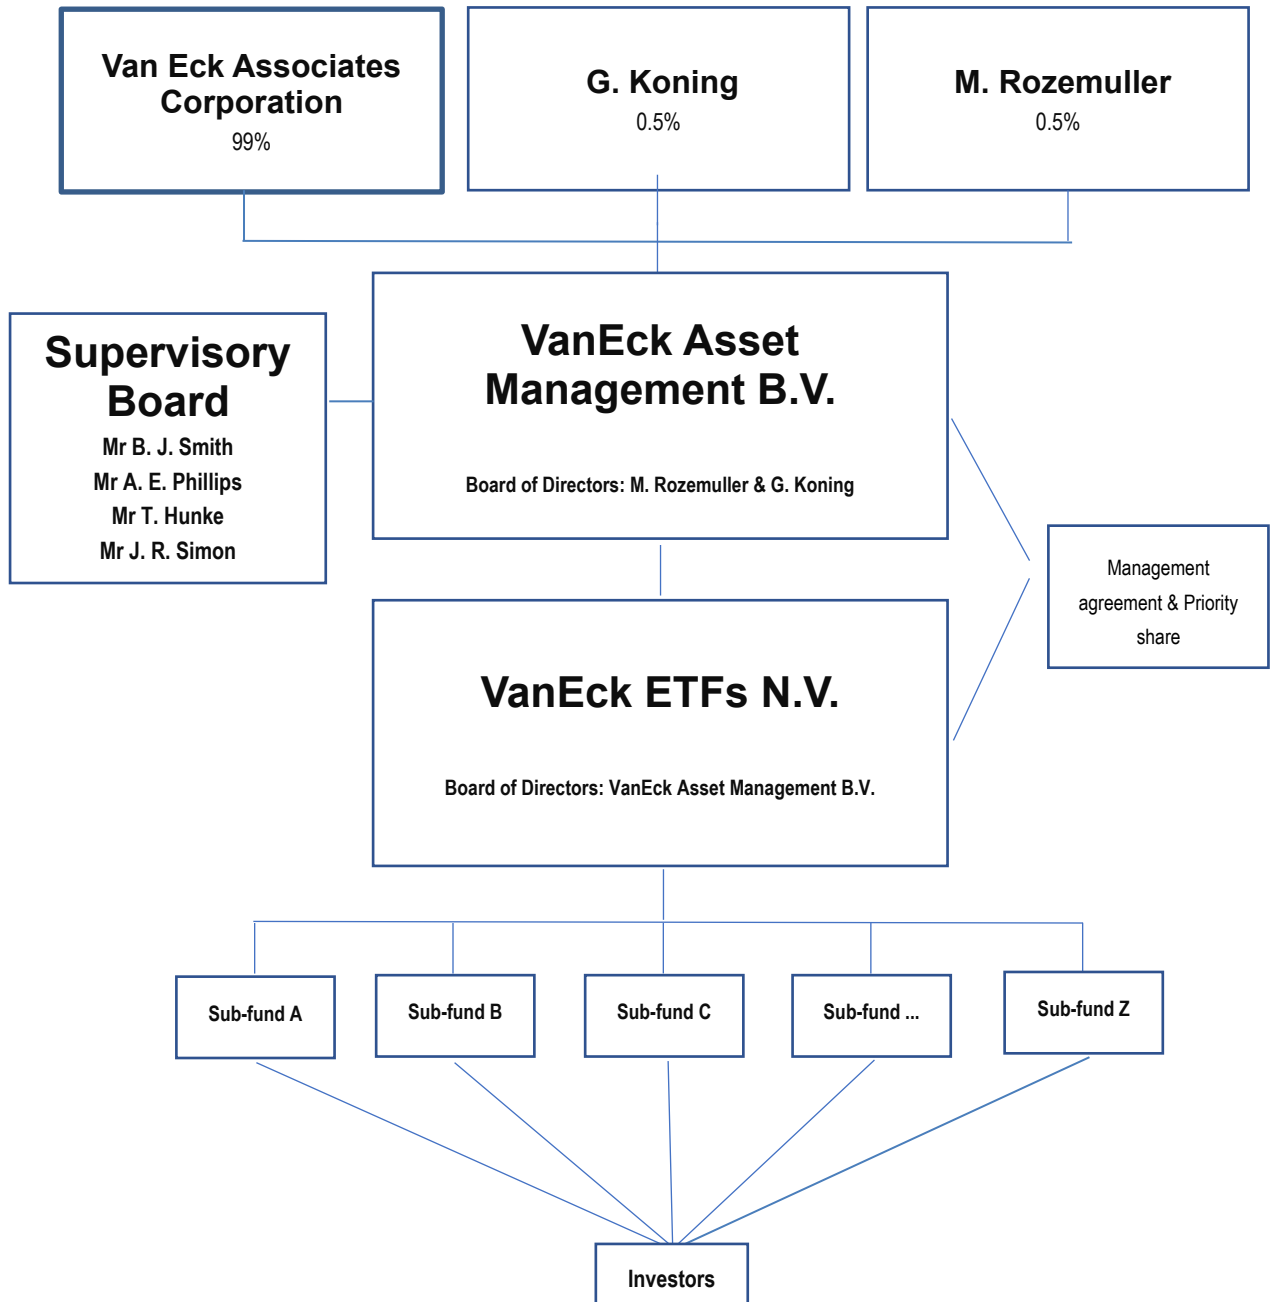 Van Eck Associates
Corporation
99%
G. Koning
0.5%
M. Rozemuller
0.5%
Supervisory
Board
Mr B. J. Smith
Mr A. E. Phillips
Mr T. Hunke
Mr J. R. Simon
VanEck Asset
Management B.V.
Board of Directors: M. Rozemuller & G. Koning
Management
agreement & Priority
share
VanEck ETFs N.V.
Board of Directors: VanEck Asset Management B.V.
Sub-fund A
Sub-fund B
Sub-fund C
Sub-fund ...
Sub-fund Z
Investors